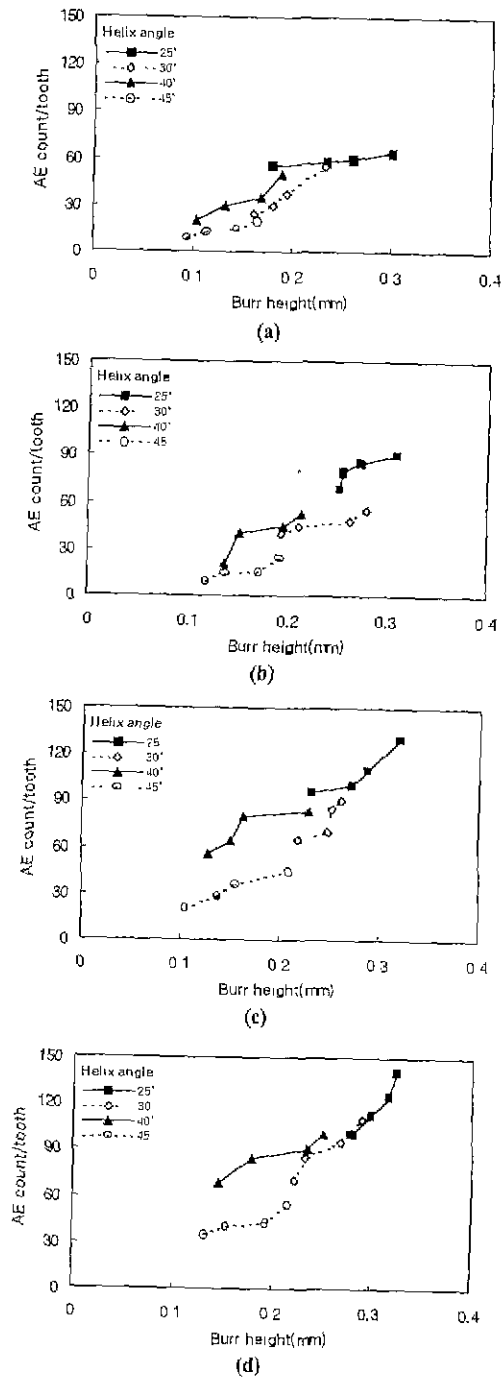 150
120
90
60
30
0
AE count/tooth
Helix angle
25°
30°
40°
45°
0 0 1 0 2 0 3 0.4
Burr height(mm)
(a)
150
120
90
60
30
0
AE count/tooth
Helix angle
25°
30°
40°
45
0 0.1 0.2 0 3 0 4
Burr height(mm)
(b)
150
120
90
60
30
0
AE count/tooth
Helix angle
25
30°
40°
45°
0 0 1 0 2 0 3 0.4
Burr height(mm)
(c)
150
120
90
60
30
0
AE count/tooth
Helix angle
25°
30
40°
45
0 0 1 0 2 0 3 0.4
Burr height(mm)
(d)